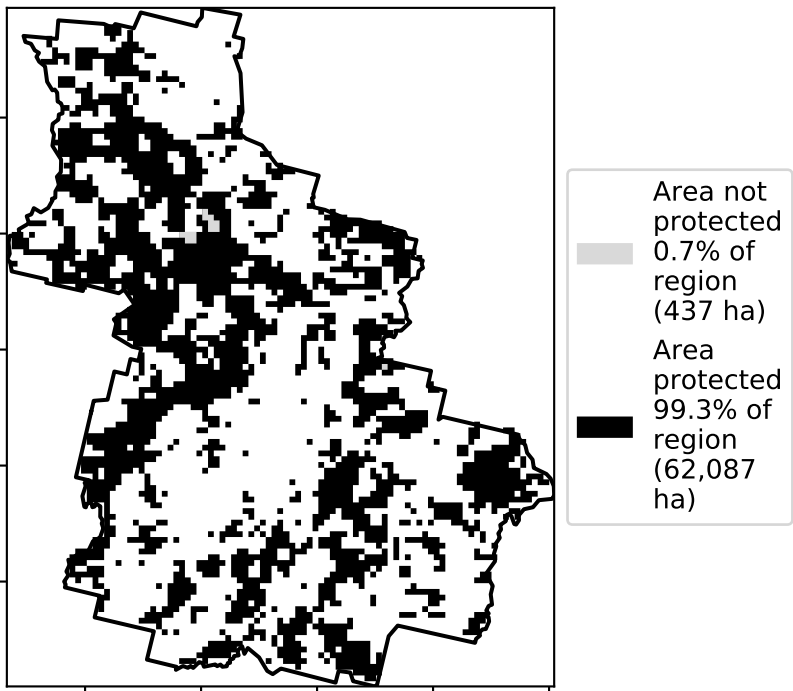 Area not
protected
0.7% of
region
(437 ha)
Area
protected
99.3% of
region
(62,087
ha)